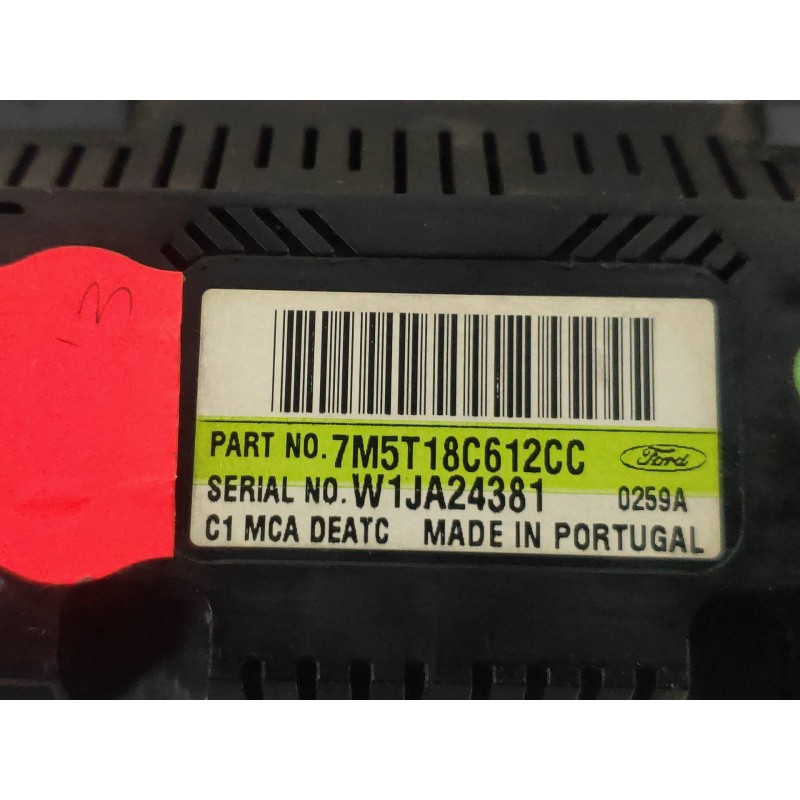 PART NO. 7M5T18C612CC Ford
SERIAL NO. W1JA24381 0259A
C1 MCA DEATC MADE IN PORTUGAL